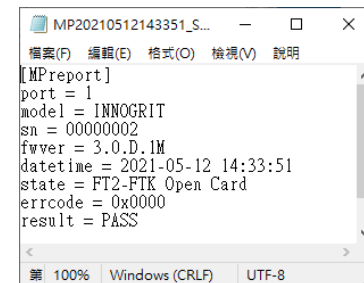 MP20210512143351_S...
檔案(F) 編輯(E) 格式(O) 檢視(V) 說明
[MPreport]
port = 1
model = INNOGRIT
sn = 00000002
fwver = 3.0.D.1M
datetime = 2021-05-12 14:33:51
state = FT2-FTK Open Card
errcode = 0x0000
result = PASS
第 100% Windows (CRLF) UTF-8